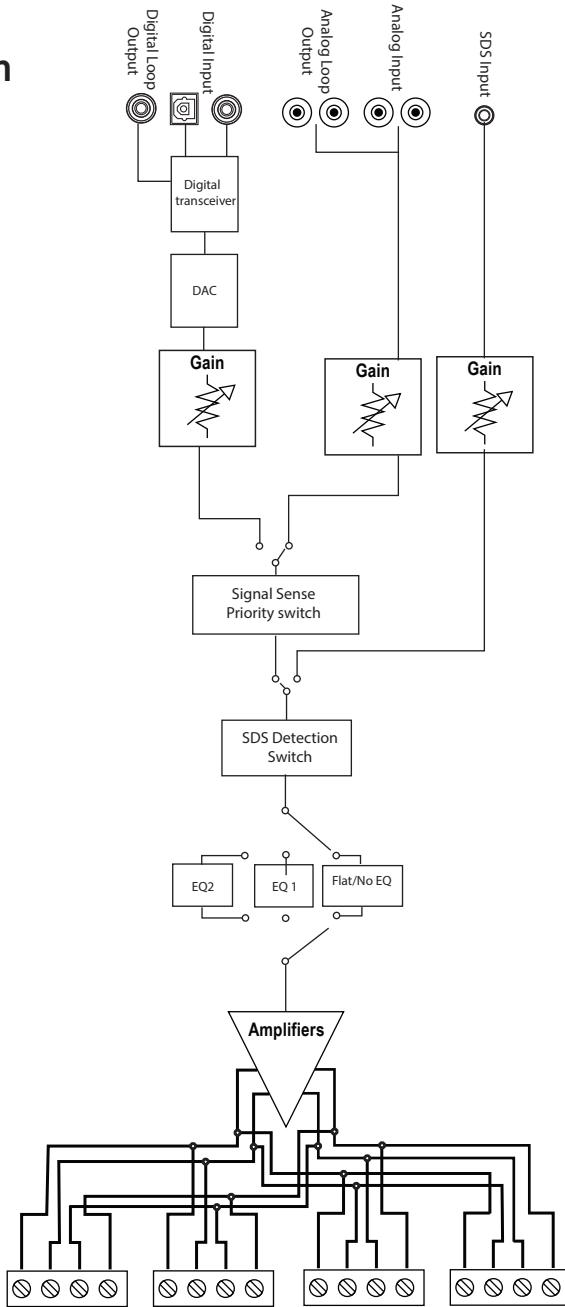 n
Digital Loop
Output
Digital Input
Analog Loop
Output
Analog Input
SDS Input
Digital
transceiver
DAC
Gain
Gain
Gain
Signal Sense
Priority switch
SDS Detection
Switch
EQ2
EQ 1
Flat/No EQ
Amplifiers